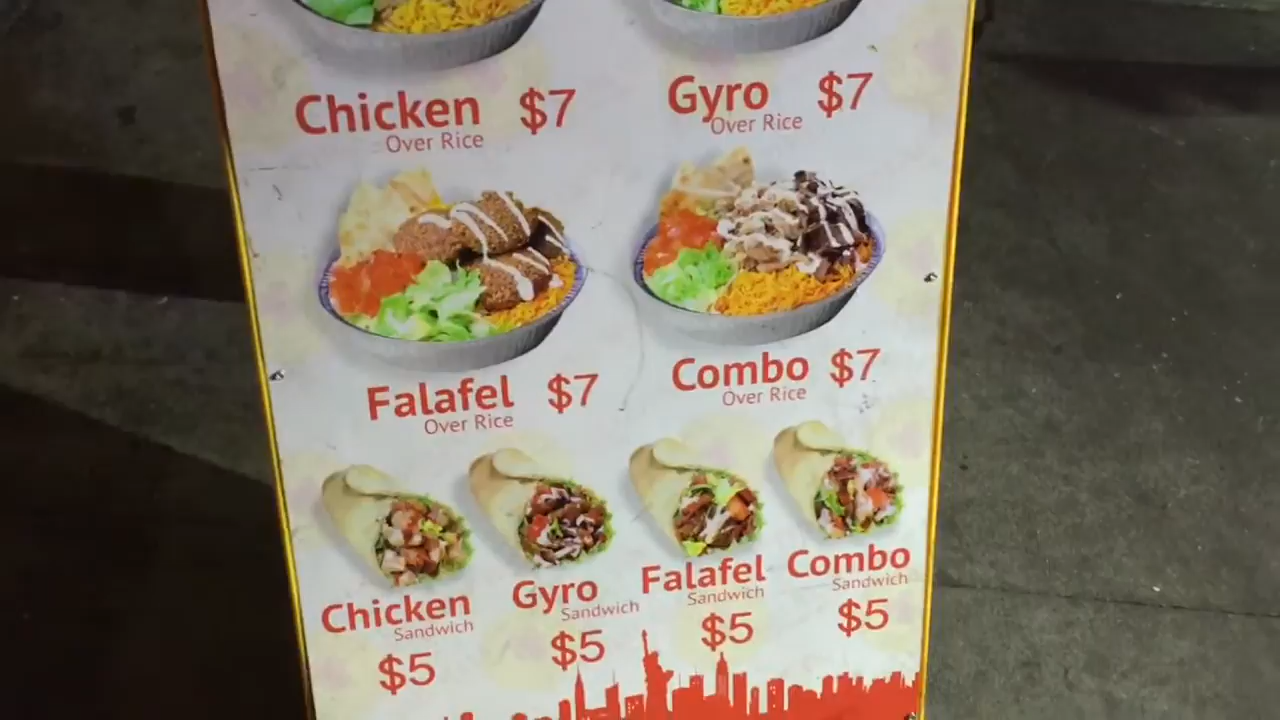 Chicken $7
Over Rice
Gyro $7
Over Rice
Falafel $7
Over Rice
Combo $7
Over Rice
Chicken
Sandwich
$5
Gyro
Sandwich
$5
Falafel
Sandwich
$5
Combo
Sandwich
$5